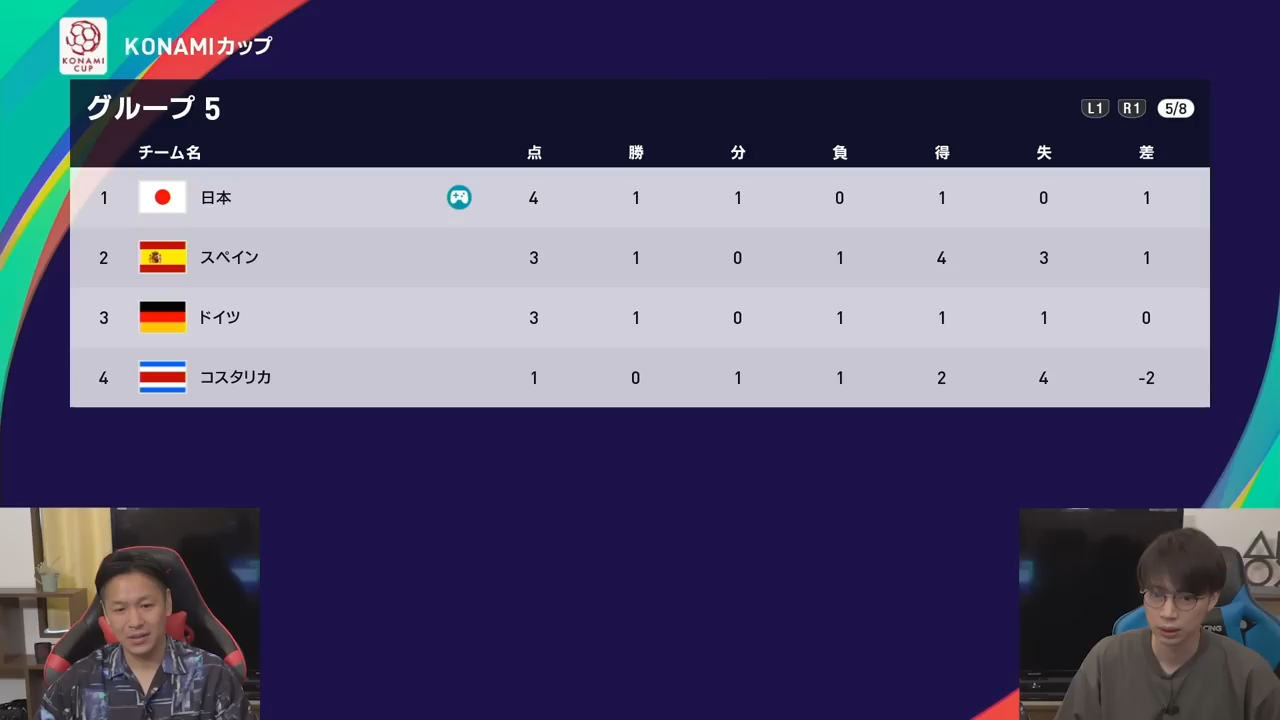 KONAMI
CUP
KONAMIカップ
グループ 5
L1 R1 5/8
チーム名 点 勝 分 負 得 失 差
1 日本 4 1 1 0 1 0 1
2 スペイン 3 1 0 1 4 3 1
3 ドイツ 3 1 0 1 1 1 0
4 コスタリカ 1 0 1 1 2 4 -2